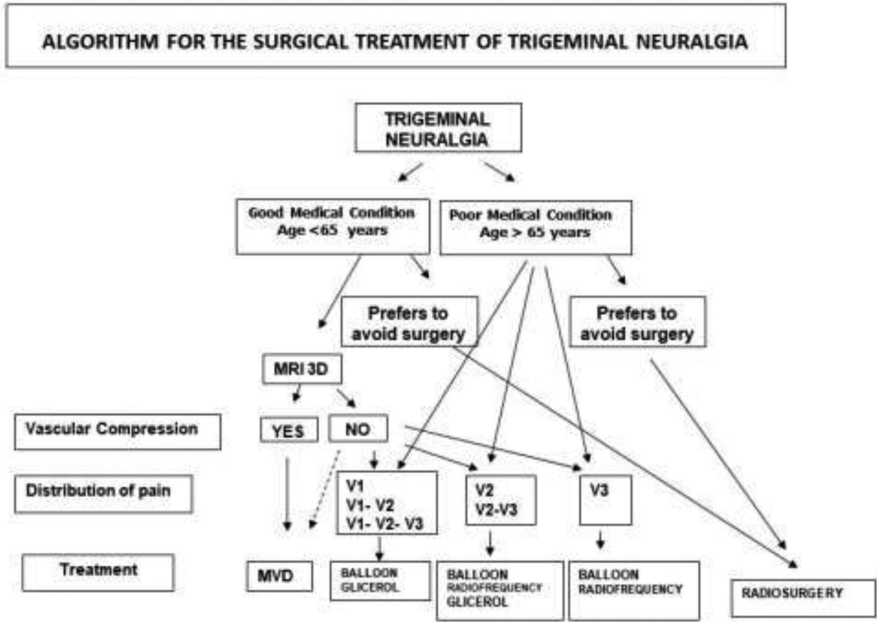 ALGORITHM FOR THE SURGICAL TREATMENT OF TRIGEMINAL NEURALGIA
TRIGEMINAL
NEURALGIA
Good Medical Condition
Age <65 years
Poor Medical Condition
Age > 65 years
Prefers to
avoid surgery
Prefers to
avoid surgery
MRI 3D
Vascular Compression
YES
NO
Distribution of pain
V1
V1- V2
V1- V2- V3
V2
V2-V3
V3
Treatment
MVD
BALLOON
GLICEROL
BALLOON
RADIOFREQUENCY
GLICEROL
BALLOON
RADIOFREQUENCY
RADIOSURGERY